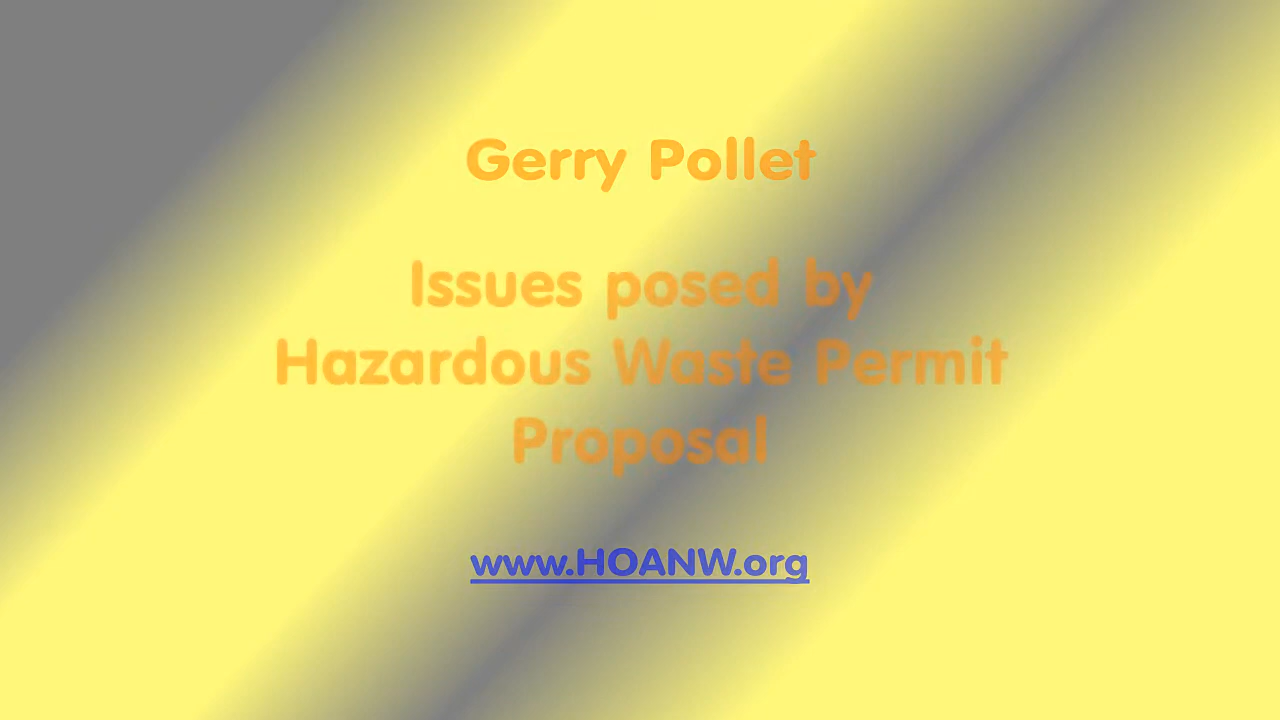 Gerry Pollet
Issues posed by
Hazardous Waste Permit
Proposal
www.HOANW.org